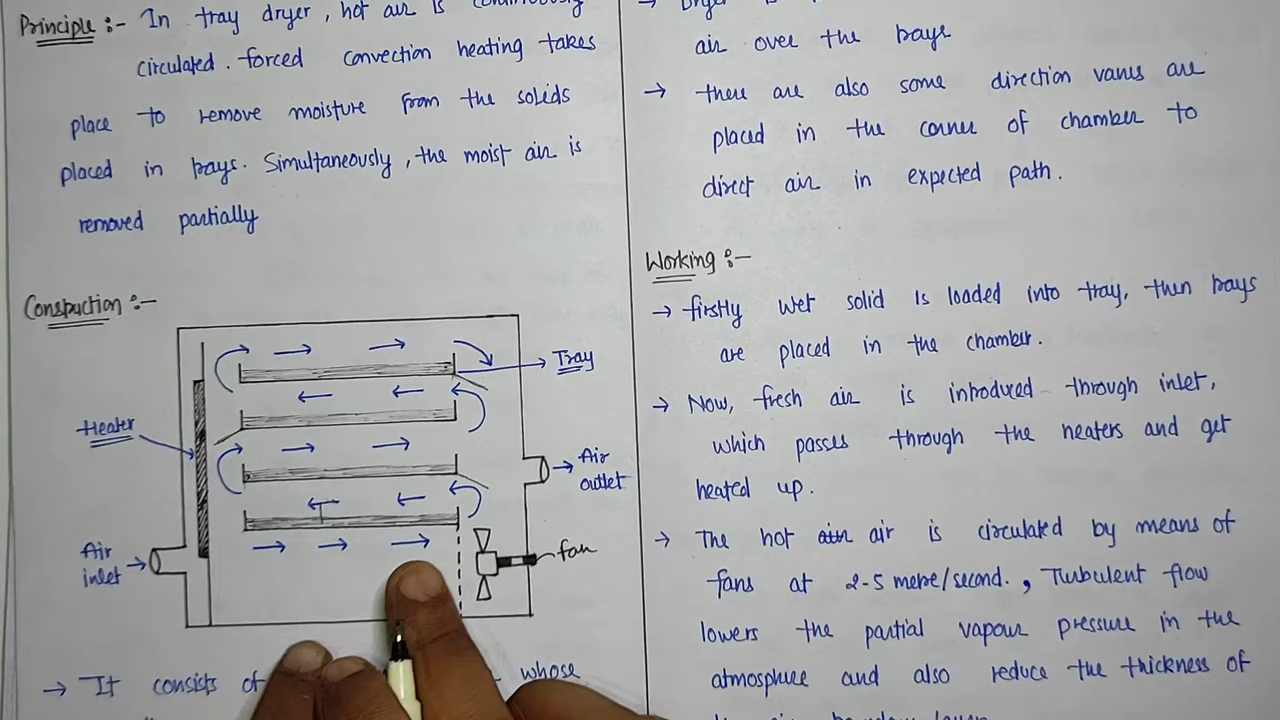 Principle :- In tray dryer, hot air is continuously
circulated. forced convection heating takes
place to remove moisture from the solids
placed in trays. Simultaneously, the moist air is
removed partially
Construction :-
Tray
Heater
Air
outlet
Air
inlet
fan
→ It consists of whose
→ Dryer is
air over the trays
→ there are also some direction vanes are
placed in the corner of chamber to
direct air in expected path.
Working :-
→ firstly wet solid is loaded into tray, then trays
are placed in the chamber.
→ Now, fresh air is introduced through inlet,
which passes through the heaters and get
heated up.
→ The hot air is circulated by means of
fans at 2-5 metre/second., Turbulent flow
lowers the partial vapour pressure in the
atmosphere and also reduce the thickness of
boundary layer